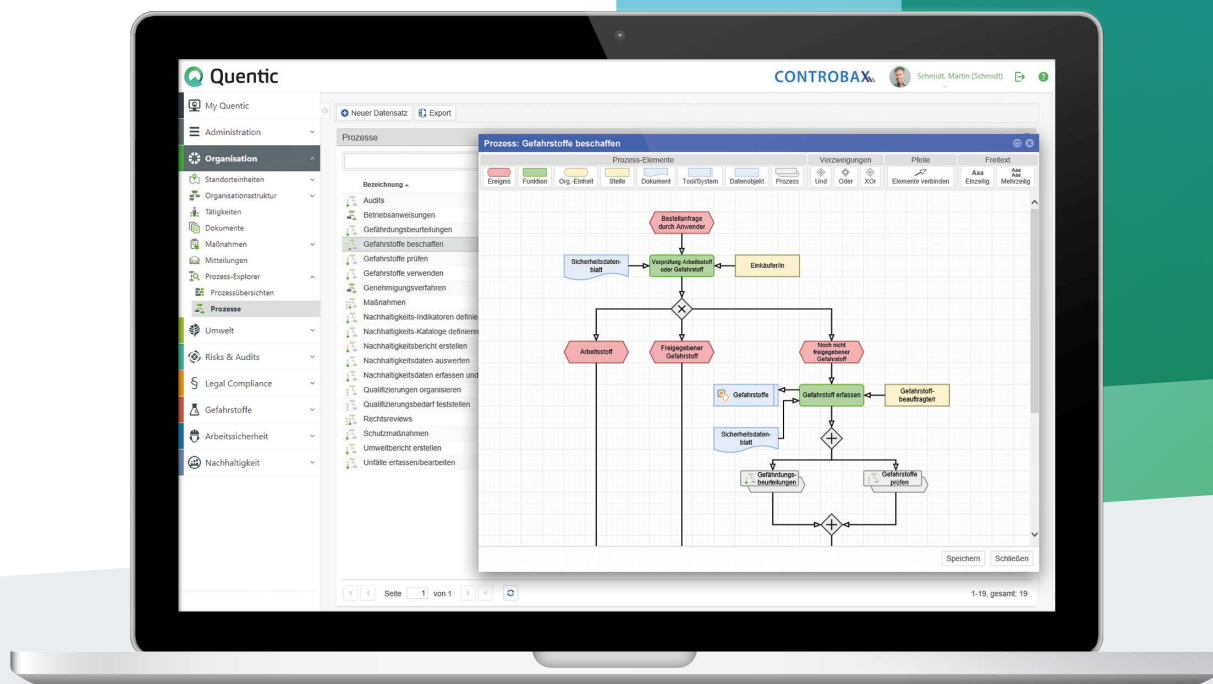 Quentic
CONTROBAX
Schmidt, Martin (Schmidt)
My Quentic
Administration
Organisation
Standorteinheiten
Organisationsstruktur
Tätigkeiten
Dokumente
Maßnahmen
Mitteilungen
Prozess-Explorer
Prozessübersichten
Prozesse
Umwelt
Risks & Audits
§ Legal Compliance
Gefahrstoffe
Arbeitssicherheit
Nachhaltigkeit
Neuer Datensatz
Export
Prozesse
Bezeichnung
Audits
Betriebsanweisungen
Gefährdungsbeurteilungen
Gefahrstoffe beschaffen
Gefahrstoffe prüfen
Gefahrstoffe verwenden
Genehmigungsverfahren
Maßnahmen
Nachhaltigkeits-Indikatoren definie
Nachhaltigkeits-Kataloge definieren
Nachhaltigkeitsbericht erstellen
Nachhaltigkeitsdaten auswerten
Nachhaltigkeitsdaten erfassen und
Qualifizierungen organisieren
Qualifizierungsbedarf feststellen
Rechtsreviews
Schutzmaßnahmen
Umweltbericht erstellen
Unfälle erfassen/bearbeiten
Seite 1 von 1
1-19, gesamt: 19
Prozess: Gefahrstoffe beschaffen
Prozess-Elemente Verzweigungen Pfeile Freitext
Aaa Aaa
Aaa
Ereignis Funktion Org.-Einheit Stelle Dokument Tool/System Datenobjekt Prozess Und Oder XOr Elemente verbinden Einzeilig Mehrzeilig
Bestellanfrage
durch Anwender
Sicherheitsdaten-
blatt
Vorprüfung Arbeitsstoff
oder Gefahrstoff
Einkäufer/in
Arbeitsstoff
Freigegebener
Gefahrstoff
Noch nicht
freigegebener
Gefahrstoff
Gefahrstoffe
Gefahrstoff erfassen
Gefahrstoff-
beauftragte/r
Sicherheitsdaten-
blatt
Gefährdungs-
beurteilungen
Gefahrstoffe
prüfen
Speichern
Schließen